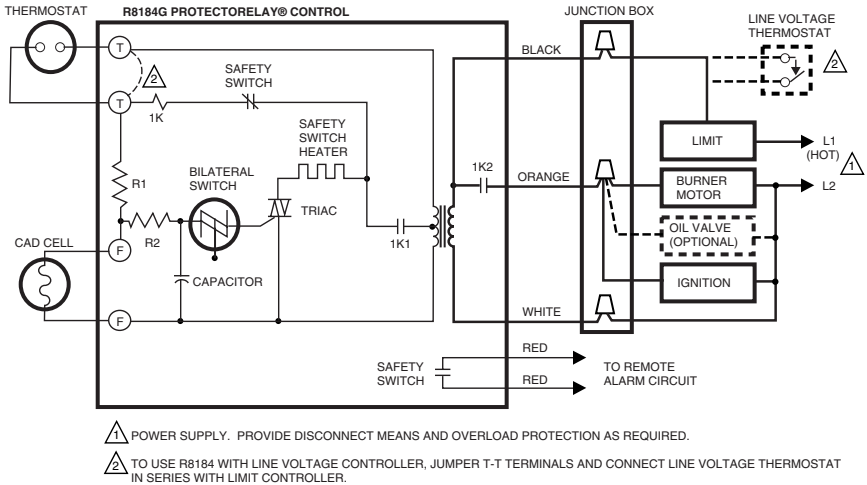 THERMOSTAT
R8184G PROTECTORELAY® CONTROL
JUNCTION BOX
LINE VOLTAGE
THERMOSTAT
T
2
BLACK
2
SAFETY
SWITCH
T
1K
SAFETY
SWITCH
HEATER
LIMIT
L1
(HOT)
1
R1
BILATERAL
SWITCH
TRIAC
1K2
ORANGE
BURNER
MOTOR
L2
R2
1K1
OIL VALVE
(OPTIONAL)
CAD CELL
F
CAPACITOR
IGNITION
F
WHITE
RED
SAFETY
SWITCH
TO REMOTE
ALARM CIRCUIT
RED
1 POWER SUPPLY. PROVIDE DISCONNECT MEANS AND OVERLOAD PROTECTION AS REQUIRED.
2 TO USE R8184 WITH LINE VOLTAGE CONTROLLER, JUMPER T-T TERMINALS AND CONNECT LINE VOLTAGE THERMOSTAT
IN SERIES WITH LIMIT CONTROLLER.